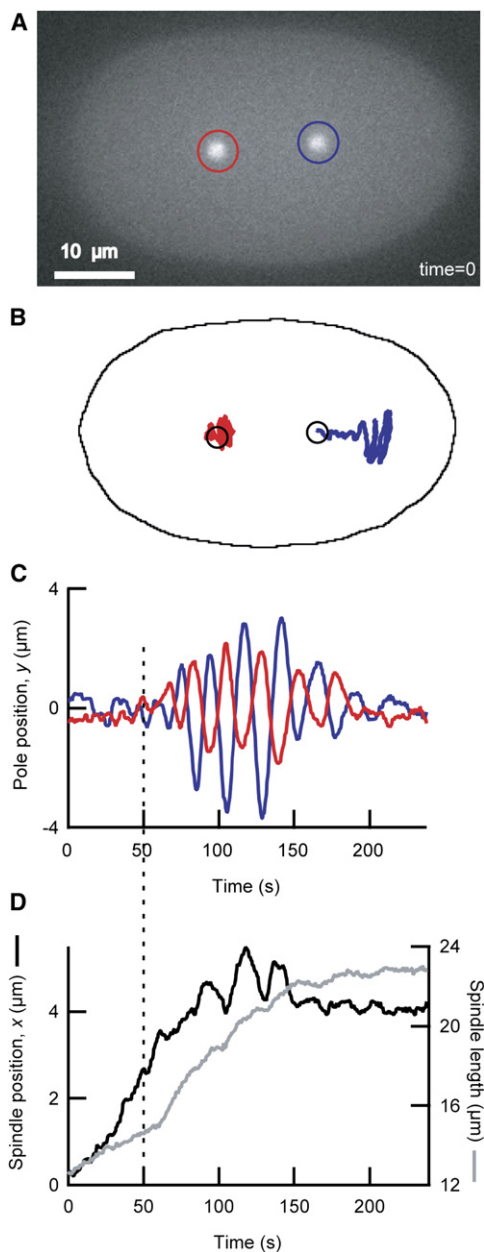 A
10 µm
time=0
B
C
4
0
-4
Pole position, y (µm)
0 50 100 150 200
Time (s)
D
Spindle position, x (µm)
4
2
0
24
20
16
12
Spindle length (µm)
0 50 100 150 200
Time (s)